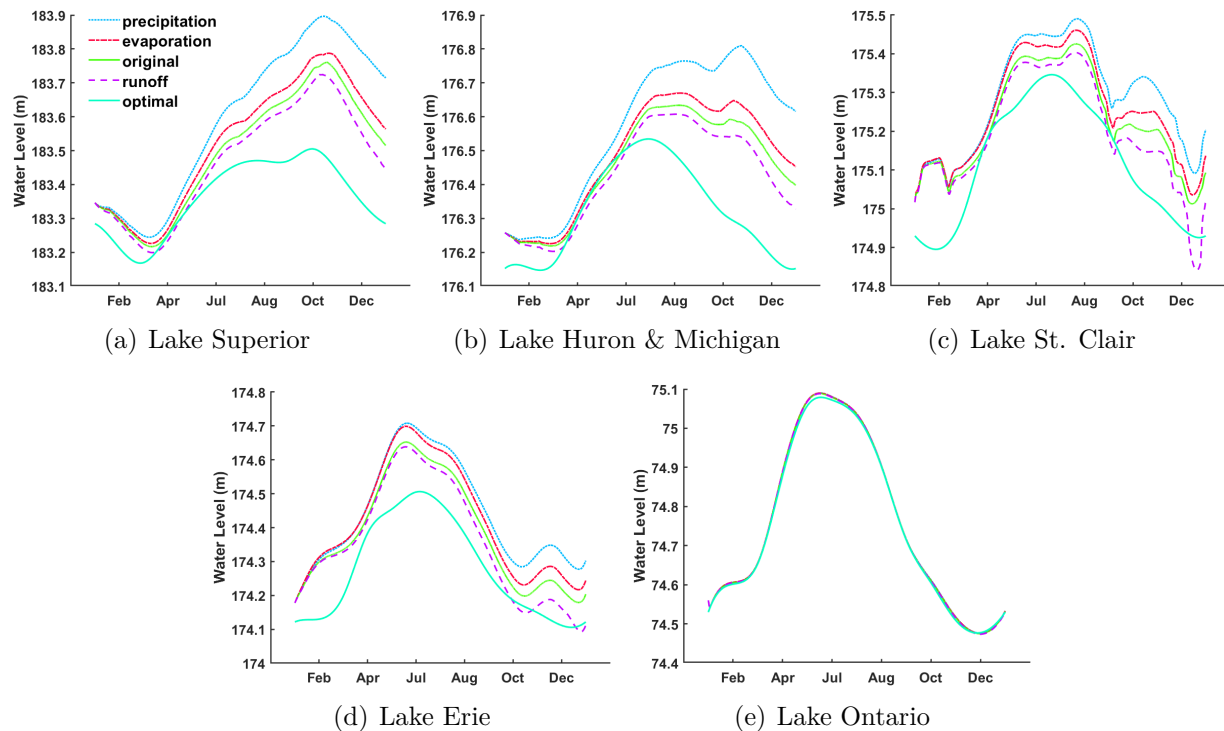 183.9
183.8
183.7
183.6
183.5
183.4
183.3
183.2
183.1
Water Level (m)
precipitation
evaporation
original
runoff
optimal
Feb Apr Jul Aug Oct Dec
(a) Lake Superior
176.9
176.8
176.7
176.6
176.5
176.4
176.3
176.2
176.1
Water Level (m)
Feb Apr Jul Aug Oct Dec
(b) Lake Huron & Michigan
175.5
175.4
175.3
175.2
175.1
175
174.9
174.8
Water Level (m)
Feb Apr Jul Aug Oct Dec
(c) Lake St. Clair
174.8
174.7
174.6
174.5
174.4
174.3
174.2
174.1
174
Water Level (m)
Feb Apr Jul Aug Oct Dec
(d) Lake Erie
75.1
75
74.9
74.8
74.7
74.6
74.5
74.4
Water Level (m)
Feb Apr Jul Aug Oct Dec
(e) Lake Ontario